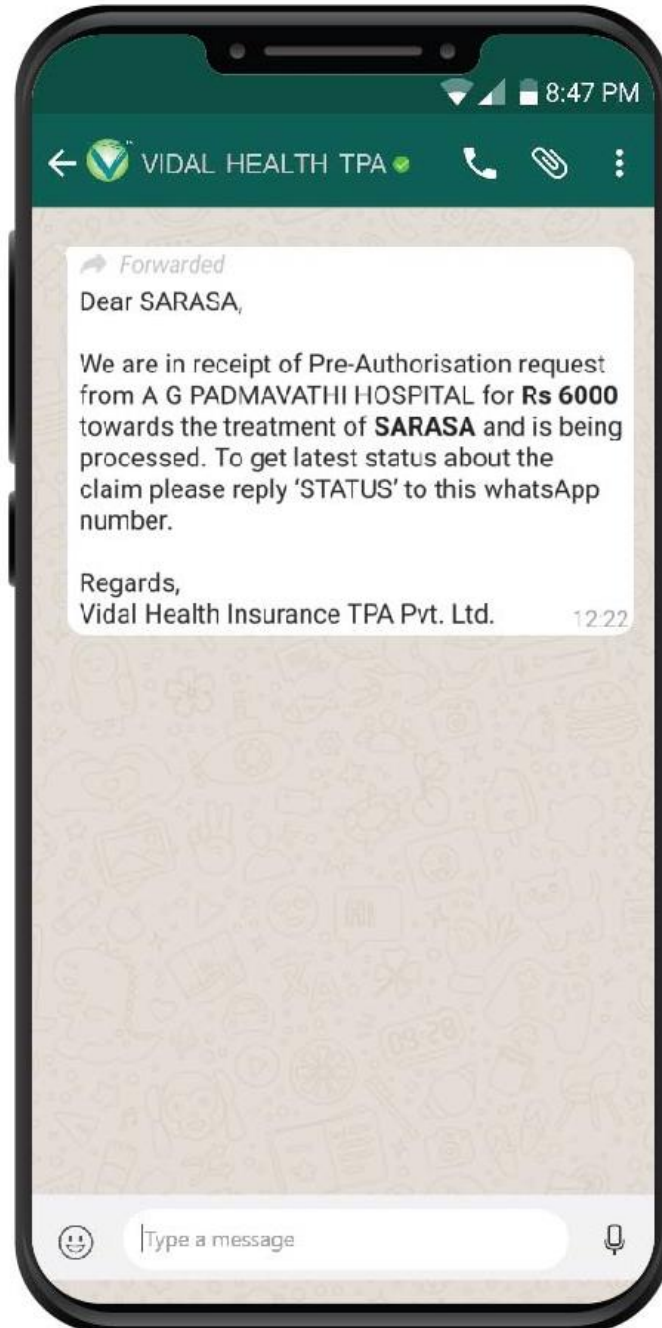 8:47 PM
VIDAL HEALTH TPA
Forwarded
Dear SARASA,
We are in receipt of Pre-Authorisation request
from A G PADMAVATHI HOSPITAL for Rs 6000
towards the treatment of SARASA and is being
processed. To get latest status about the
claim please reply 'STATUS' to this whatsApp
number.
Regards,
Vidal Health Insurance TPA Pvt. Ltd.
12:22
09:28
Type a message